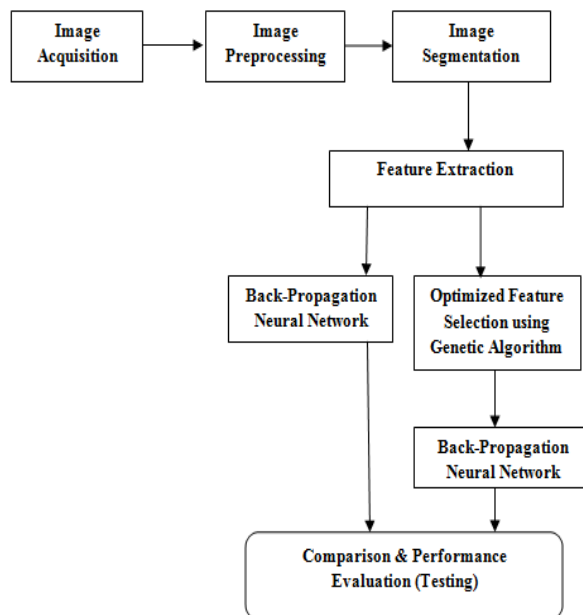 Image
Acquisition
Image
Preprocessing
Image
Segmentation
Feature Extraction
Back-Propagation
Neural Network
Optimized Feature
Selection using
Genetic Algorithm
Back-Propagation
Neural Network
Comparison & Performance
Evaluation (Testing)